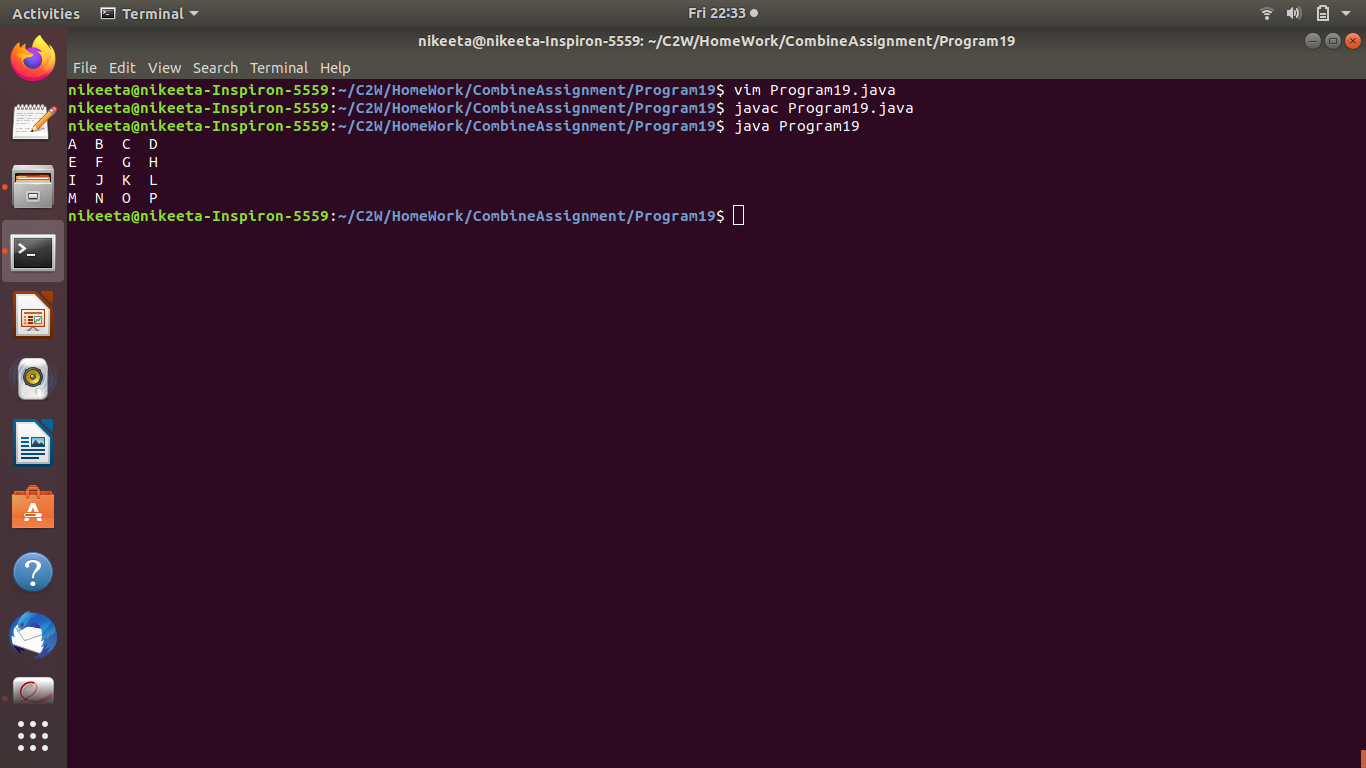 Activities Terminal Fri 22:33
nikeeta@nikeeta-Inspiron-5559: ~/C2W/HomeWork/CombineAssignment/Program19
File Edit View Search Terminal Help
nikeeta@nikeeta-Inspiron-5559:~/C2W/HomeWork/CombineAssignment/Program19$ vim Program19.java
nikeeta@nikeeta-Inspiron-5559:~/C2W/HomeWork/CombineAssignment/Program19$ javac Program19.java
nikeeta@nikeeta-Inspiron-5559:~/C2W/HomeWork/CombineAssignment/Program19$ java Program19
A  B  C  D
E  F  G  H
I  J  K  L
M  N  O  P
nikeeta@nikeeta-Inspiron-5559:~/C2W/HomeWork/CombineAssignment/Program19$